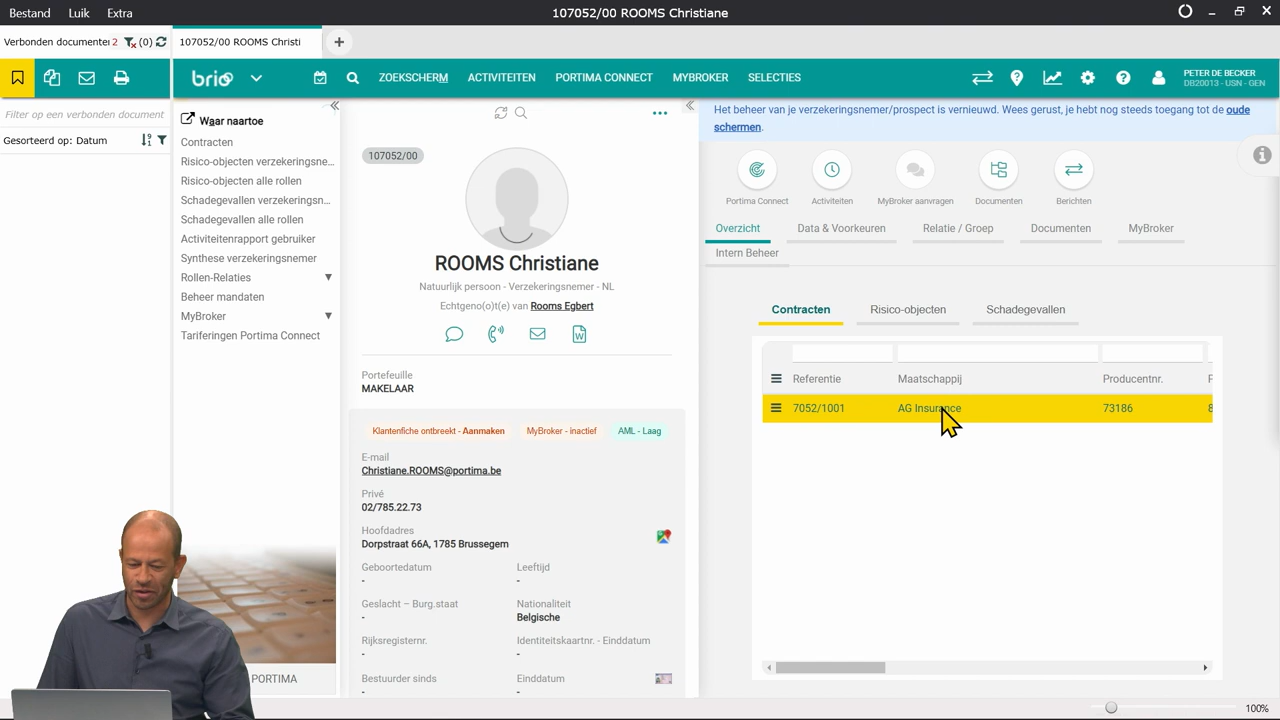 Bestand Luik Extra
107052/00 ROOMS Christiane
Verbonden documenter 2 (0)
107052/00 ROOMS Christi
brio
ZOEKSCHERM
ACTIVITEITEN
PORTIMA CONNECT
MYBROKER
SELECTIES
PETER DE BECKER
DB20013 - USN - GEN
Filter op een verbonden document
Gesorteerd op: Datum
Waar naartoe
Contracten
Risico-objecten verzekeringsne...
Risico-objecten alle rollen
Schadegevallen verzekeringsn...
Schadegevallen alle rollen
Activiteitenrapport gebruiker
Synthese verzekeringsnemer
Rollen-Relaties
Beheer mandaten
MyBroker
Tariferingen Portima Connect
PORTIMA
107052/00
ROOMS Christiane
Natuurlijk persoon - Verzekeringsnemer - NL
Echtgeno(o)t(e) van Rooms Egbert
Portefeuille
MAKELAAR
Klantenfiche ontbreekt - Aanmaken
MyBroker - inactief
AML - Laag
E-mail
Christiane.ROOMS@portima.be
Privé
02/785.22.73
Hoofdadres
Dorpstraat 66A, 1785 Brussegem
Geboortedatum Leeftijd
- -
Geslacht – Burg.staat Nationaliteit
- Belgische
Rijksregisternr. Identiteitskaartnr. - Einddatum
- -
Bestuurder sinds Einddatum
- -
Het beheer van je verzekeringsnemer/prospect is vernieuwd. Wees gerust, je hebt nog steeds toegang tot de oude
schermen.
Portima Connect
Activiteiten
MyBroker aanvragen
Documenten
Berichten
Overzicht
Data & Voorkeuren
Relatie / Groep
Documenten
MyBroker
Intern Beheer
Contracten
Risico-objecten
Schadegevallen
Referentie Maatschappij Producentnr.
7052/1001 AG Insurance 73186 8
100%